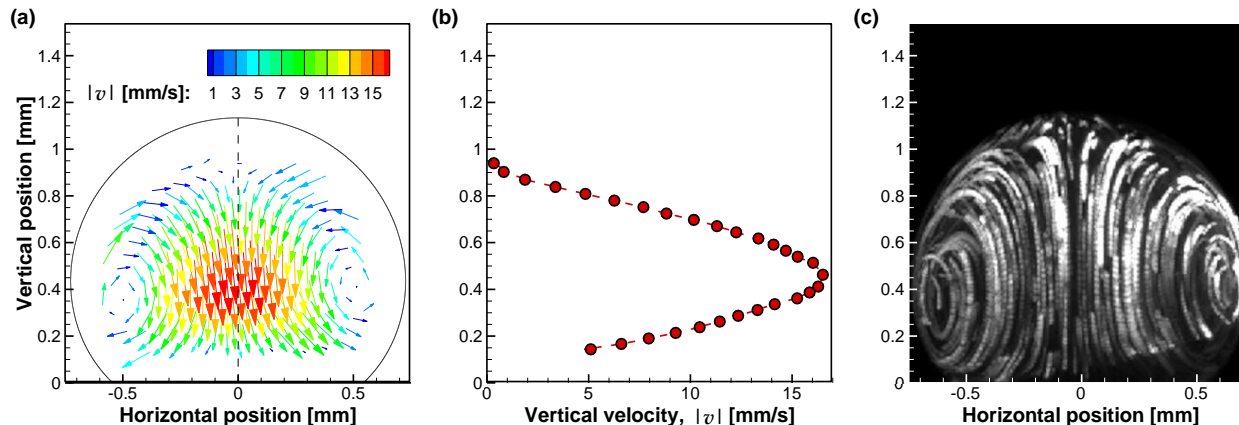 (a)
1.4
1.2
1
0.8
0.6
0.4
0.2
0
Vertical position [mm]
|v| [mm/s]: 1 3 5 7 9 11 13 15
-0.5 0 0.5
Horizontal position [mm]
(b)
1.4
1.2
1
0.8
0.6
0.4
0.2
0
0 5 10 15
Vertical velocity, |v| [mm/s]
(c)
1.4
1.2
1
0.8
0.6
0.4
0.2
0
-0.5 0 0.5
Horizontal position [mm]